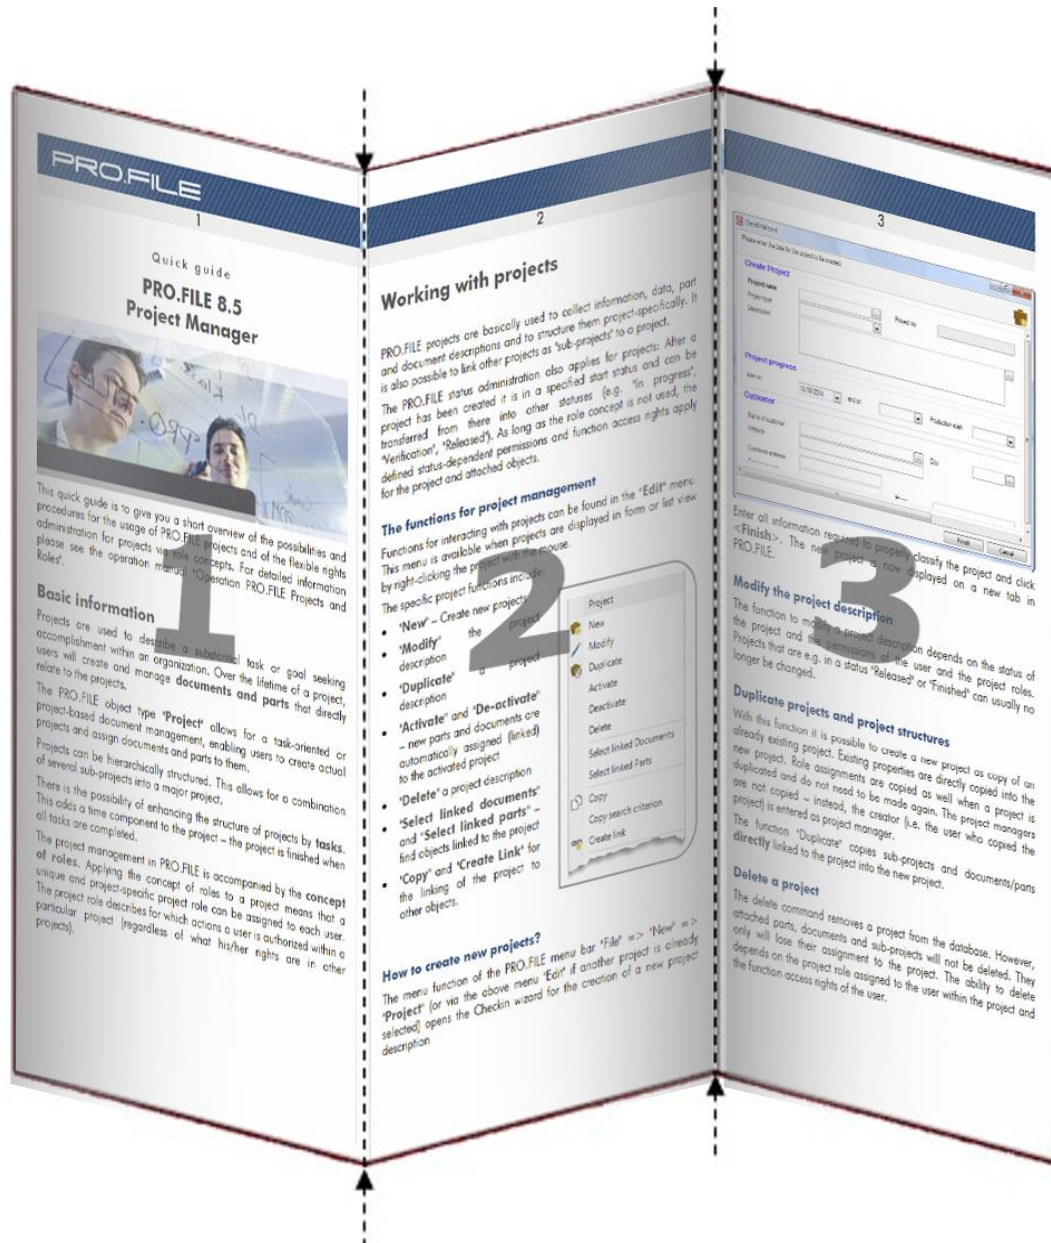 PRO.FILE
1
Quick guide
PRO.FILE 8.5
Project Manager
This quick guide is to give you a short overview of the possibilities and
procedures for the usage of PRO.FILE projects and of the flexible rights
administration for projects via role concepts. For detailed information
please see the operation manual "Operation PRO.FILE Projects and
Roles".
1
Basic information
Projects are used to describe a substantial task or goal seeking
accomplishment within an organization. Over the lifetime of a project,
users will create and manage documents and parts that directly
relate to the projects.
The PRO.FILE object type "Project" allows for a task-oriented or
project-based document management, enabling users to create actual
projects and assign documents and parts to them.
Projects can be hierarchically structured. This allows for a combination
of several sub-projects into a major project.
There is the possibility of enhancing the structure of projects by tasks.
This adds a time component to the project – the project is finished when
all tasks are completed.
The project management in PRO.FILE is accompanied by the concept
of roles. Applying the concept of roles to a project means that a
unique and project-specific project role can be assigned to each user.
The project role describes for which actions a user is authorized within a
particular project (regardless of what his/her rights are in other
projects).
2
Working with projects
PRO.FILE projects are basically used to collect information, data, part
and document descriptions and to structure them project-specifically. It
is also possible to link other projects as "sub-projects" to a project.
The PRO.FILE status administration also applies for projects: After a
project has been created it is in a specified start status and can be
transferred from there into other statuses (e.g. "In progress",
"Verification", "Released"). As long as the role concept is not used, the
defined status-dependent permissions and function access rights apply
for the project and attached objects.
The functions for project management
Functions for interacting with projects can be found in the "Edit" menu.
This menu is available when projects are displayed in form or list view
by right-clicking the project with the mouse.
The specific project functions include:
2
• "New" – Create new projects
• "Modify" the project
description
• "Duplicate" a project
description
• "Activate" and "De-activate"
– new parts and documents are
automatically assigned (linked)
to the activated project
• "Delete" a project description
• "Select linked documents"
and "Select linked parts" –
find objects linked to the project
• "Copy" and "Create Link" for
the linking of the project to
other objects.
Project
New
Modify
Duplicate
Activate
Deactivate
Delete
Select linked Documents
Select linked Parts
Copy
Copy search criterion
Create link
How to create new projects?
The menu function of the PRO.FILE menu bar "File" => "New" =>
"Project" (or via the above menu "Edit" if another project is already
selected) opens the Checkin wizard for the creation of a new project
description
3
Please enter the data for the project to be created.
Create Project
Project name
Project type
Description
Project no
Project progress
start on
end on
Production start
Customer
Name of customer
City
Customer address
Finish
Cancel
Enter all information required to properly classify the project and click
<Finish>. The new project is now displayed on a new tab in
PRO.FILE.
3
Modify the project description
The function to modify a project description depends on the status of
the project and the permissions of the user and the project roles.
Projects that are e.g. in a status "Released" or "Finished" can usually no
longer be changed.
Duplicate projects and project structures
With this function it is possible to create a new project as copy of an
already existing project. Existing properties are directly copied into the
new project. Role assignments are copied as well when a project is
duplicated and do not need to be made again. The project managers
are not copied – instead, the creator (i.e. the user who copied the
project) is entered as project manager.
The function "Duplicate" copies sub-projects and documents/parts
directly linked to the project into the new project.
Delete a project
The delete command removes a project from the database. However,
attached parts, documents and sub-projects will not be deleted. They
only will lose their assignment to the project. The ability to delete
depends on the project role assigned to the user within the project and
the function access rights of the user.